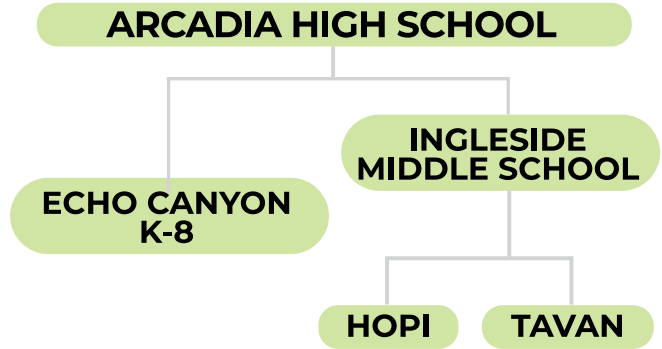 ARCADIA HIGH SCHOOL
INGLESIDE
MIDDLE SCHOOL
ECHO CANYON
K-8
HOPI
TAVAN